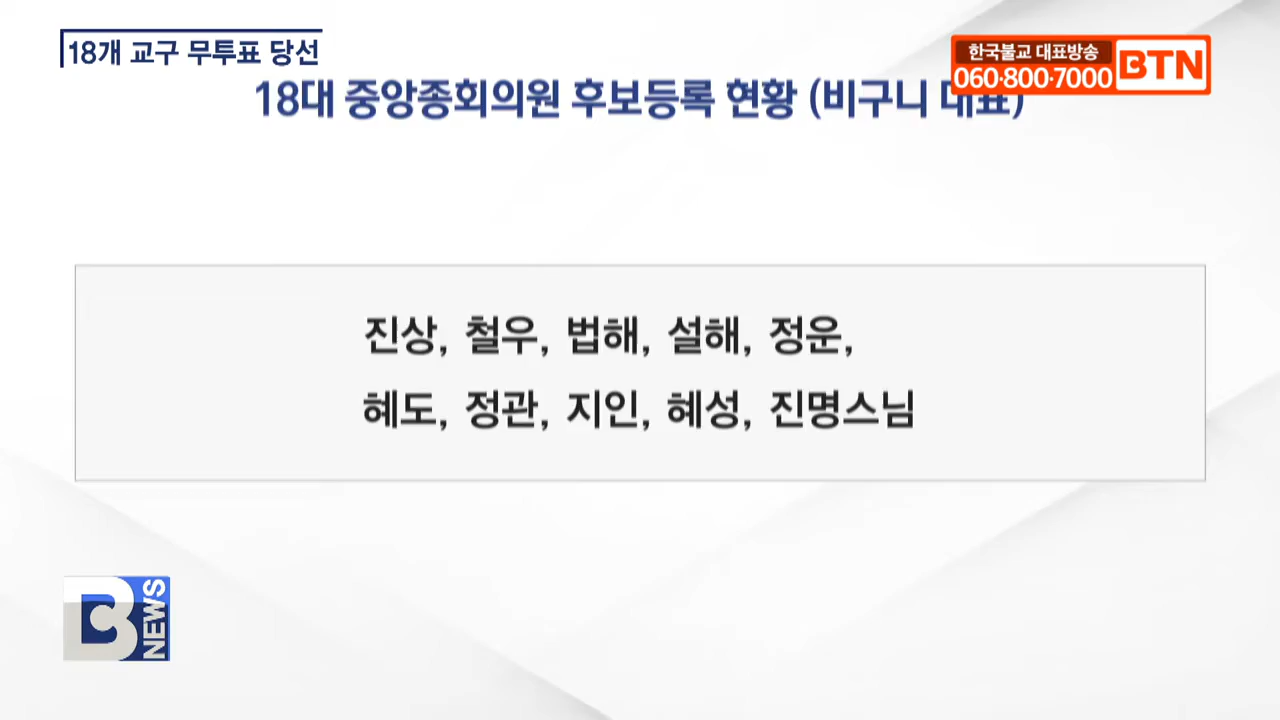 18개 교구 무투표 당선
한국불교 대표방송
060·800·7000
BTN
18대 중앙종회의원 후보등록 현황 (비구니 대표)
진상, 철우, 법해, 설해, 정운,
혜도, 정관, 지인, 혜성, 진명스님
B NEWS